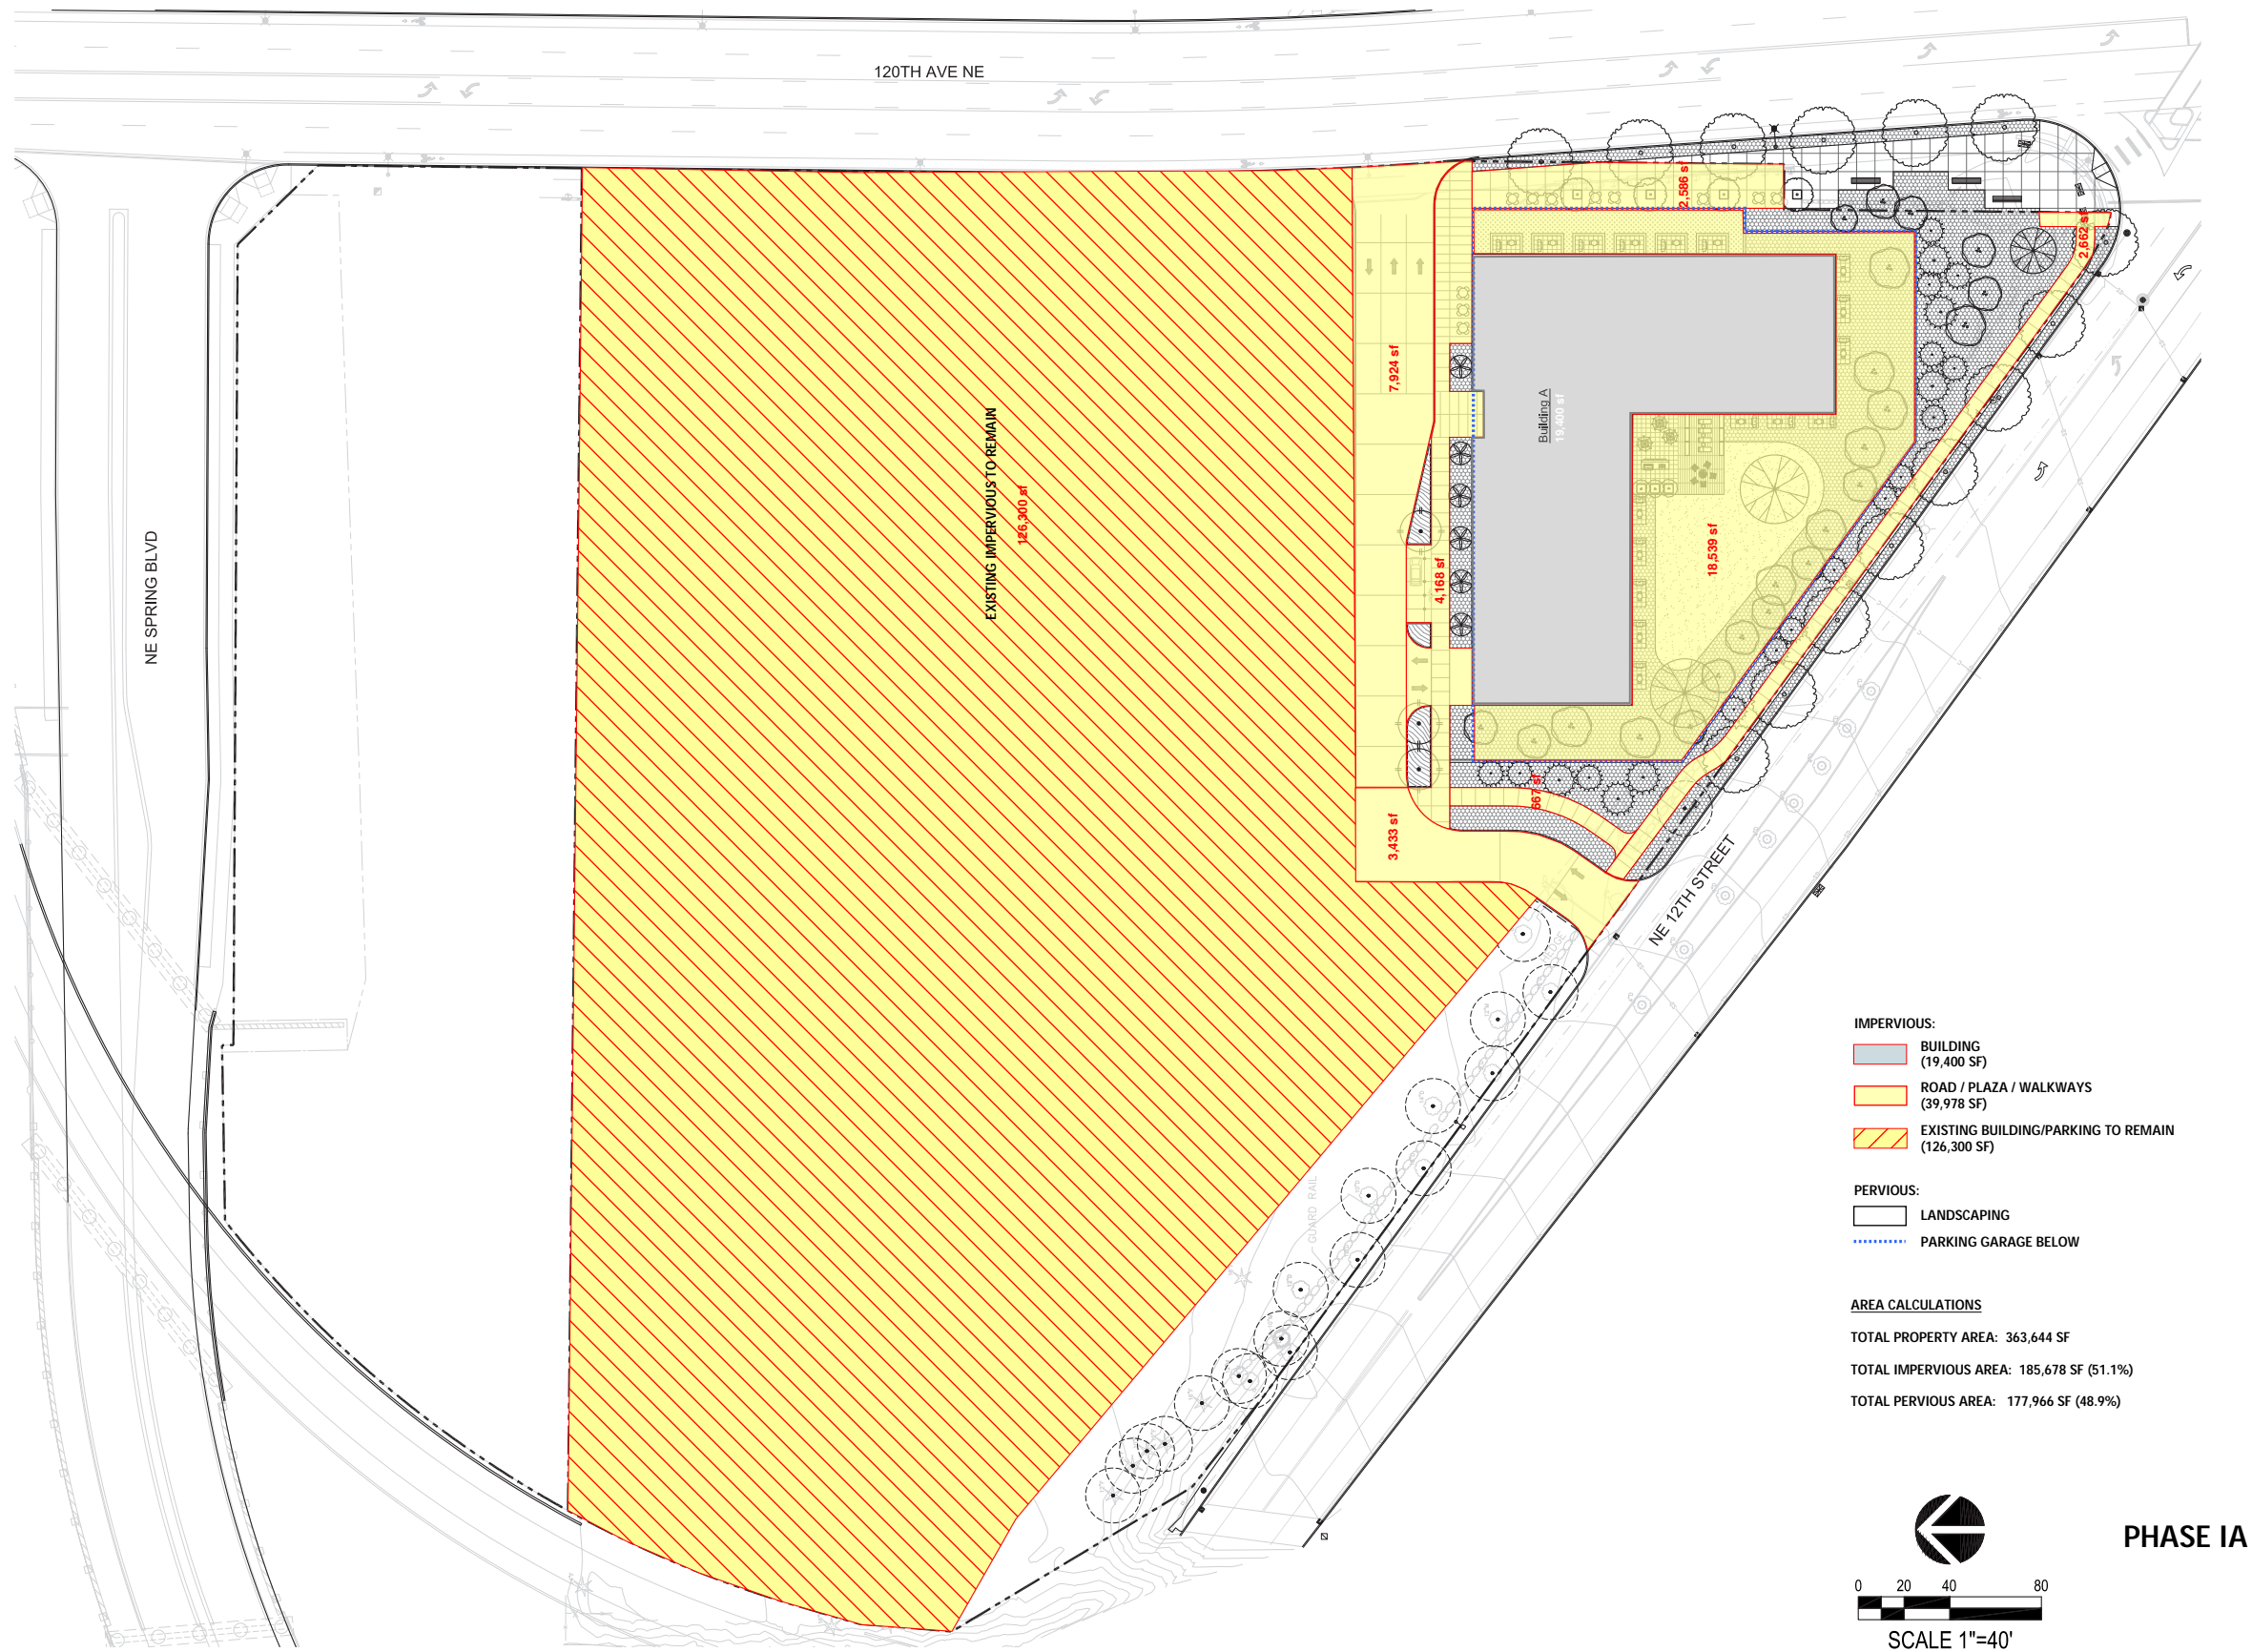 120TH AVE NE
NE SPRING BLVD
EXISTING IMPERVIOUS TO REMAIN
126,300 sf
2,586 sf
2,662 sf
7,924 sf
Building A
19,400 sf
4,168 sf
18,539 sf
667 sf
3,433 sf
NE 12TH STREET
GUARD RAIL
IMPERVIOUS:
BUILDING
(19,400 SF)
ROAD / PLAZA / WALKWAYS
(39,978 SF)
EXISTING BUILDING/PARKING TO REMAIN
(126,300 SF)
PERVIOUS:
LANDSCAPING
PARKING GARAGE BELOW
AREA CALCULATIONS
TOTAL PROPERTY AREA: 363,644 SF
TOTAL IMPERVIOUS AREA: 185,678 SF (51.1%)
TOTAL PERVIOUS AREA: 177,966 SF (48.9%)
PHASE IA
0 20 40 80
SCALE 1"=40'